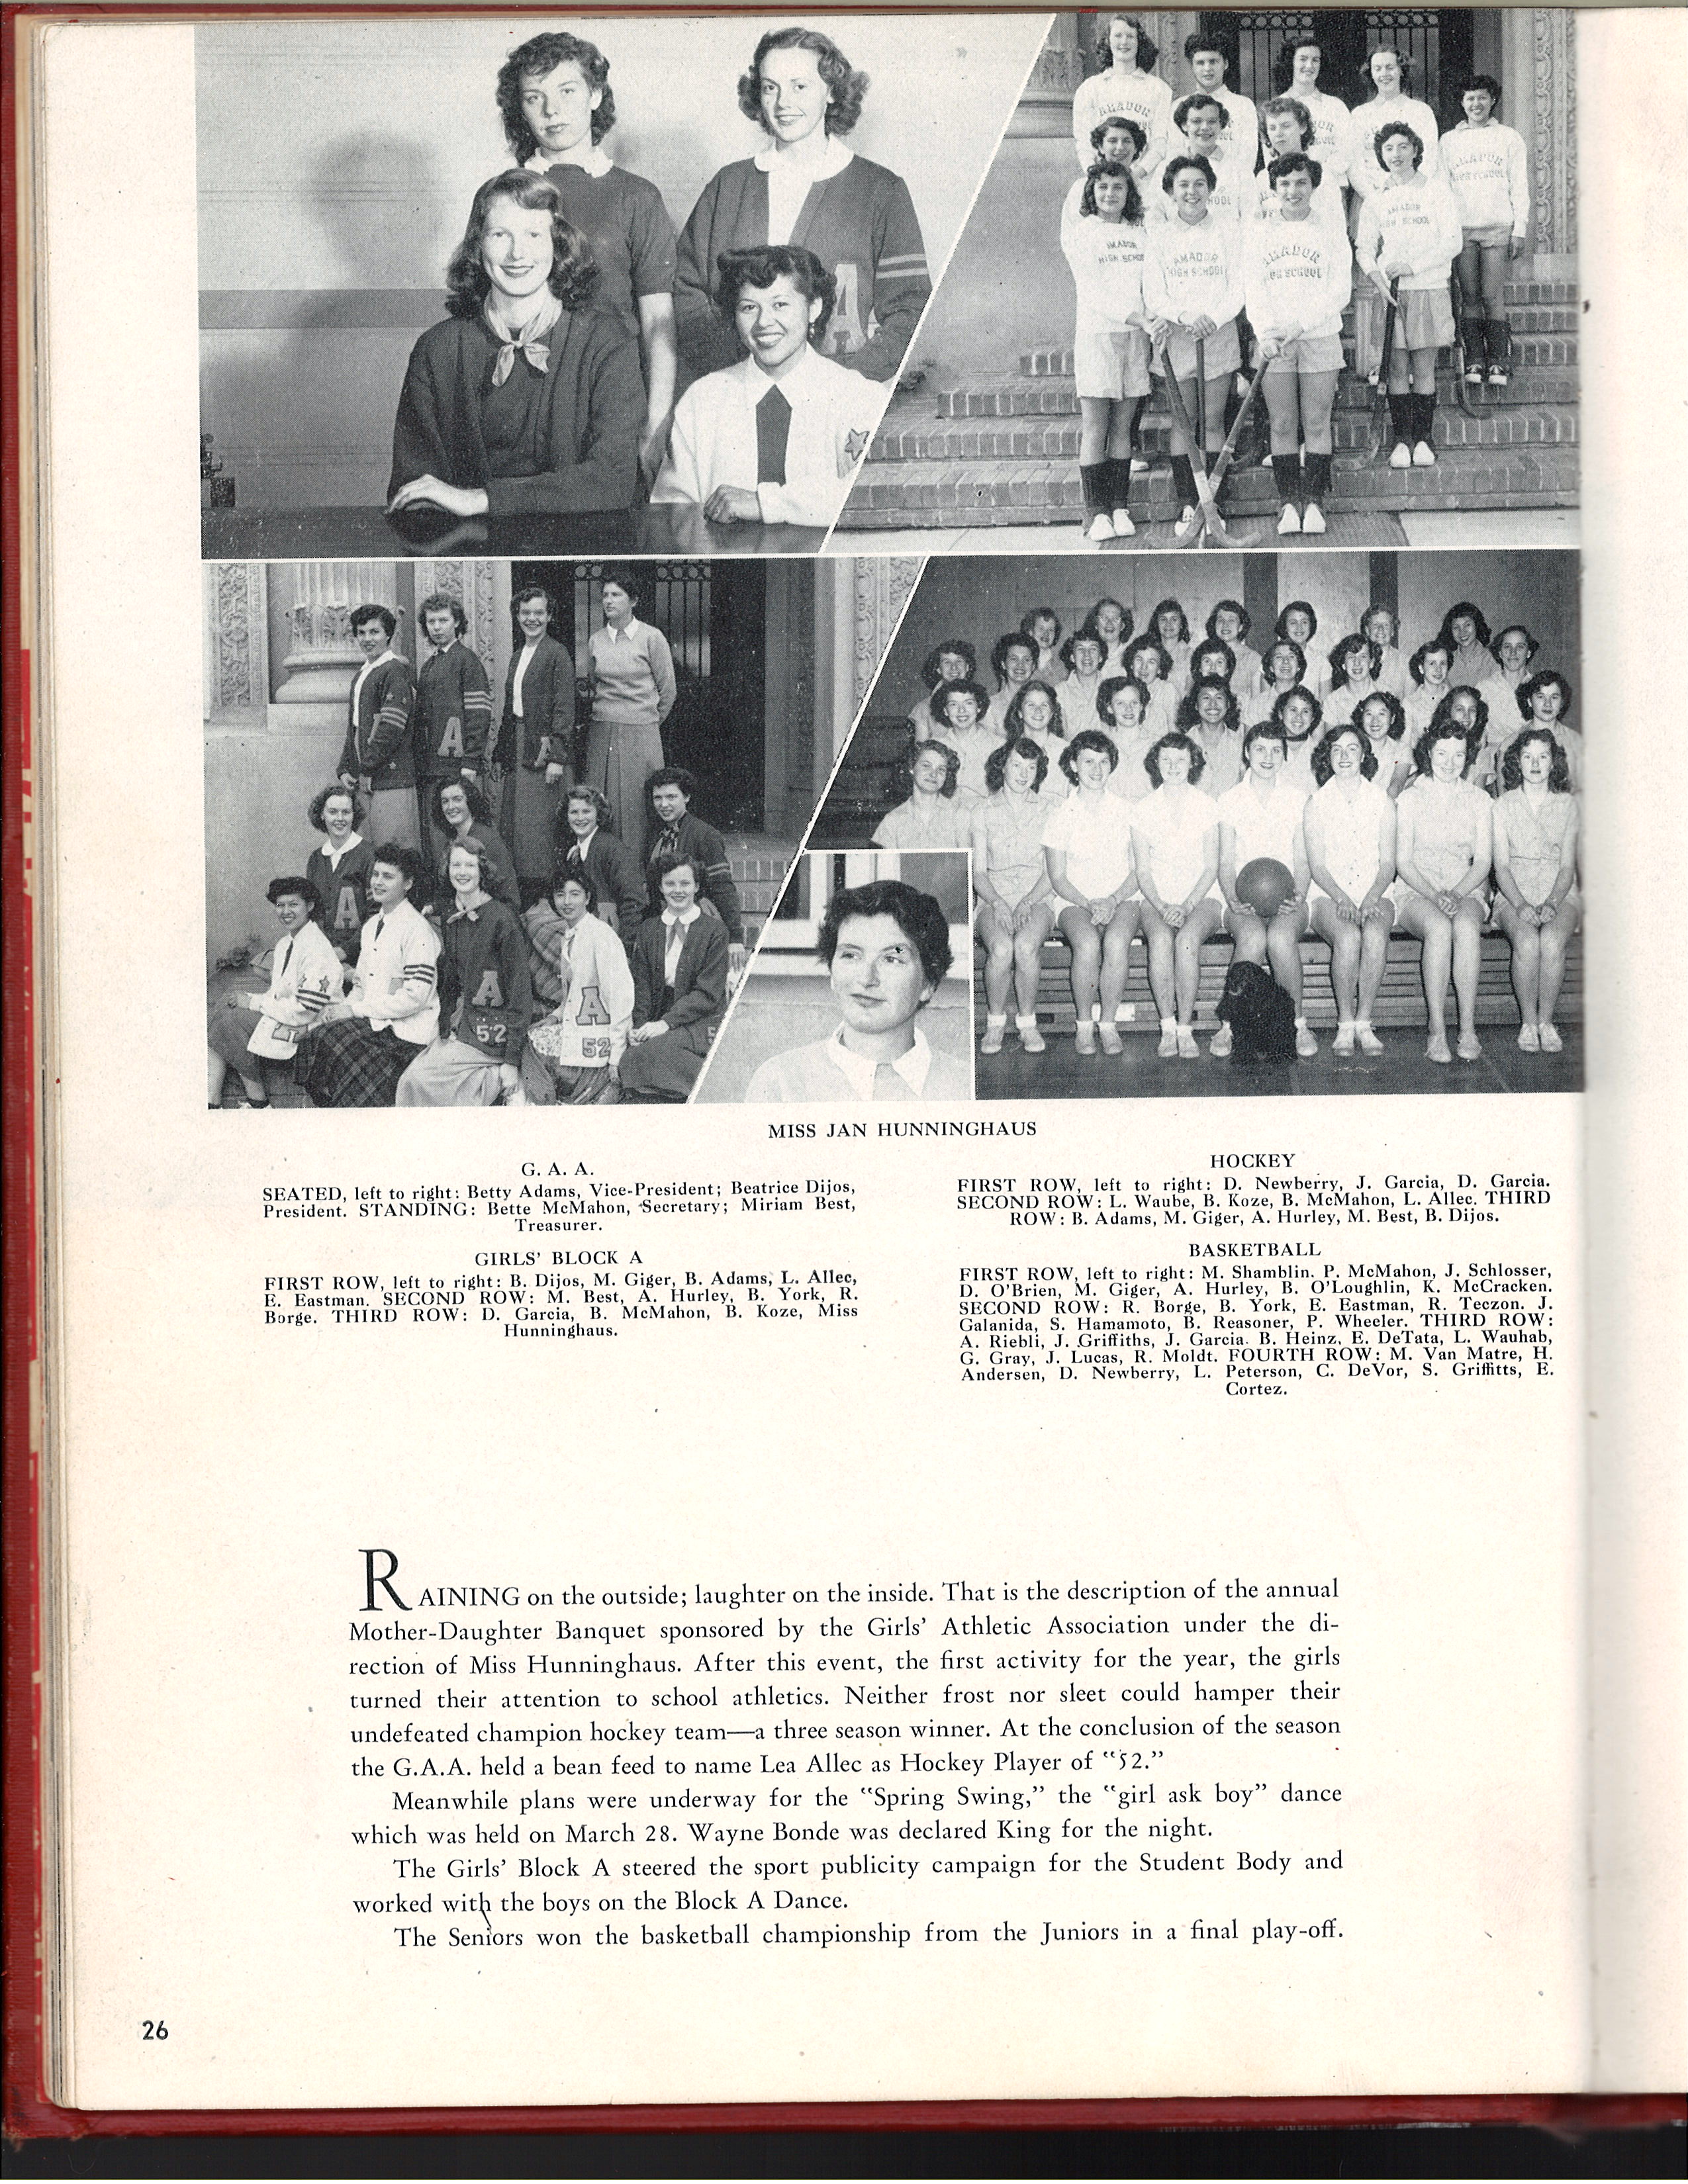 AMADOR
AMADOR
HIGH SCHOOL
AMADOR
HIGH SCHOOL
AMADOR
HIGH SCHOOL
AMADOR
HIGH SCHOOL
A
A
A
A
A
52
A
52
MISS JAN HUNNINGHAUS
G. A. A.
SEATED, left to right: Betty Adams, Vice-President; Beatrice Dijos,
President. STANDING: Bette McMahon, Secretary; Miriam Best,
Treasurer.
GIRLS' BLOCK A
FIRST ROW, left to right: B. Dijos, M. Giger, B. Adams, L. Allec,
E. Eastman. SECOND ROW: M. Best, A. Hurley, B. York, R.
Borge. THIRD ROW: D. Garcia, B. McMahon, B. Koze, Miss
Hunninghaus.
HOCKEY
FIRST ROW, left to right: D. Newberry, J. Garcia, D. Garcia.
SECOND ROW: L. Waube, B. Koze, B. McMahon, L. Allec. THIRD
ROW: B. Adams, M. Giger, A. Hurley, M. Best, B. Dijos.
BASKETBALL
FIRST ROW, left to right: M. Shamblin. P. McMahon, J. Schlosser,
D. O'Brien, M. Giger, A. Hurley, B. O'Loughlin, K. McCracken.
SECOND ROW: R. Borge, B. York, E. Eastman, R. Teczon. J.
Galanida, S. Hamamoto, B. Reasoner, P. Wheeler. THIRD ROW:
A. Riebli, J. Griffiths, J. Garcia. B. Heinz, E. DeTata, L. Wauhab,
G. Gray, J. Lucas, R. Moldt. FOURTH ROW: M. Van Matre, H.
Andersen, D. Newberry, L. Peterson, C. DeVor, S. Griffitts, E.
Cortez.
RAINING on the outside; laughter on the inside. That is the description of the annual
Mother-Daughter Banquet sponsored by the Girls' Athletic Association under the di-
rection of Miss Hunninghaus. After this event, the first activity for the year, the girls
turned their attention to school athletics. Neither frost nor sleet could hamper their
undefeated champion hockey team—a three season winner. At the conclusion of the season
the G.A.A. held a bean feed to name Lea Allec as Hockey Player of "52."
Meanwhile plans were underway for the "Spring Swing," the "girl ask boy" dance
which was held on March 28. Wayne Bonde was declared King for the night.
The Girls' Block A steered the sport publicity campaign for the Student Body and
worked with the boys on the Block A Dance.
The Seniors won the basketball championship from the Juniors in a final play-off.
26